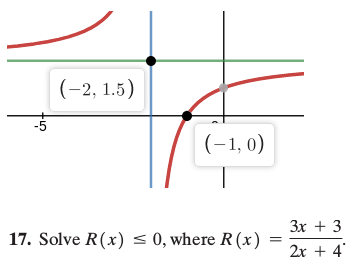 (−2, 1.5)
-5
(−1, 0)
17. Solve R(x) ≤ 0, where R(x) = 3x + 3 / 2x + 4.